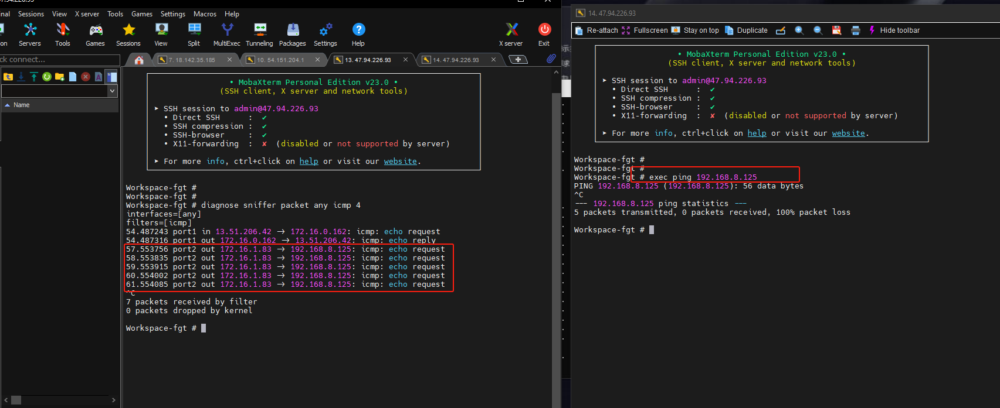 47.94.226.93
Sessions View X server Tools Games Settings Macros Help
Servers Tools Games Sessions View Split MultiExec Tunneling Packages Settings Help X server Exit
7. 18.142.35.185
10. 54.151.204.1
13. 47.94.226.93
14. 47.94.226.93
Name
• MobaXterm Personal Edition v23.0 •
(SSH client, X server and network tools)
➤ SSH session to admin@47.94.226.93
• Direct SSH : ✔
• SSH compression : ✔
• SSH-browser : ✔
• X11-forwarding : ✘ (disabled or not supported by server)
➤ For more info, ctrl+click on help or visit our website.
Workspace-fgt #
Workspace-fgt #
Workspace-fgt # diagnose sniffer packet any icmp 4
interfaces=[any]
filters=[icmp]
54.487243 port1 in 13.51.206.42 -> 172.16.0.162: icmp: echo request
54.487316 port1 out 172.16.0.162 -> 13.51.206.42: icmp: echo reply
57.553756 port2 out 172.16.1.83 -> 192.168.8.125: icmp: echo request
58.553835 port2 out 172.16.1.83 -> 192.168.8.125: icmp: echo request
59.553915 port2 out 172.16.1.83 -> 192.168.8.125: icmp: echo request
60.554002 port2 out 172.16.1.83 -> 192.168.8.125: icmp: echo request
61.554085 port2 out 172.16.1.83 -> 192.168.8.125: icmp: echo request
^C
7 packets received by filter
0 packets dropped by kernel
Workspace-fgt #
14. 47.94.226.93
Re-attach Fullscreen Stay on top Duplicate Hide toolbar
• MobaXterm Personal Edition v23.0 •
(SSH client, X server and network tools)
➤ SSH session to admin@47.94.226.93
• Direct SSH : ✔
• SSH compression : ✔
• SSH-browser : ✔
• X11-forwarding : ✘ (disabled or not supported by server)
➤ For more info, ctrl+click on help or visit our website.
Workspace-fgt #
Workspace-fgt #
Workspace-fgt # exec ping 192.168.8.125
PING 192.168.8.125 (192.168.8.125): 56 data bytes
^C
--- 192.168.8.125 ping statistics ---
5 packets transmitted, 0 packets received, 100% packet loss
Workspace-fgt #